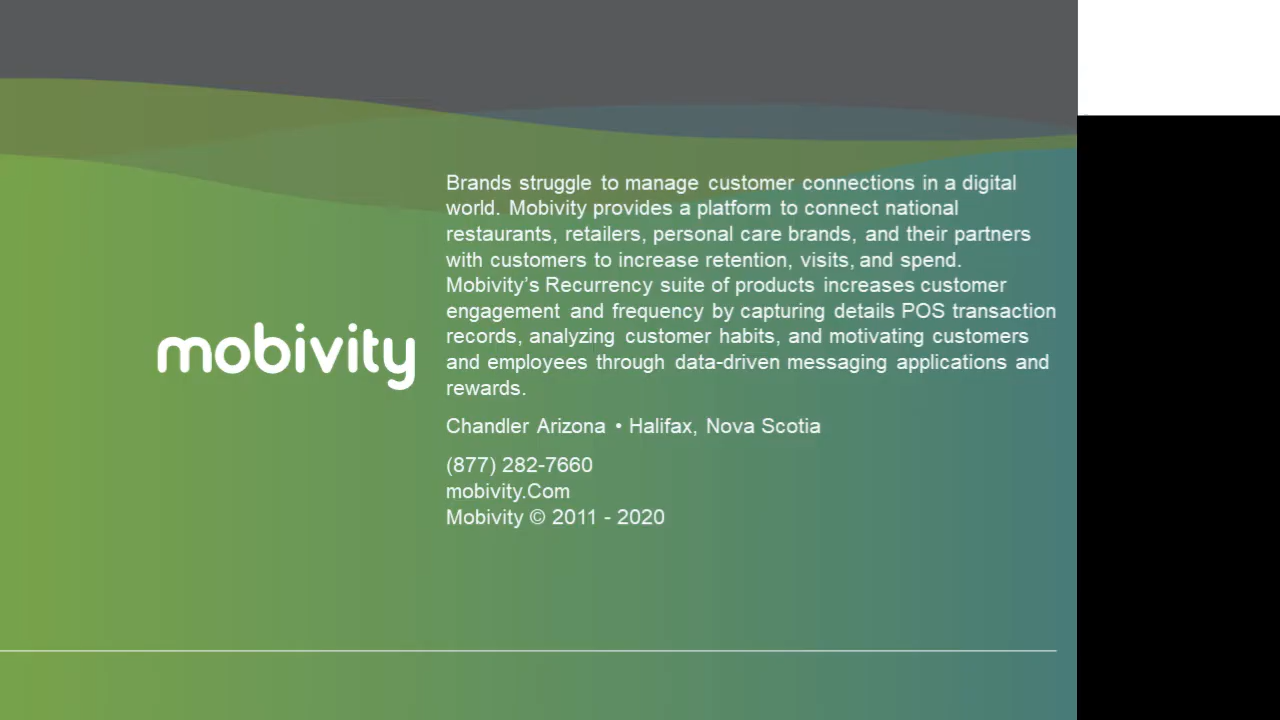 Brands struggle to manage customer connections in a digital
world. Mobivity provides a platform to connect national
restaurants, retailers, personal care brands, and their partners
with customers to increase retention, visits, and spend.
Mobivity’s Recurrency suite of products increases customer
engagement and frequency by capturing details POS transaction
records, analyzing customer habits, and motivating customers
and employees through data-driven messaging applications and
rewards.
mobivity
Chandler Arizona • Halifax, Nova Scotia
(877) 282-7660
mobivity.Com
Mobivity © 2011 - 2020